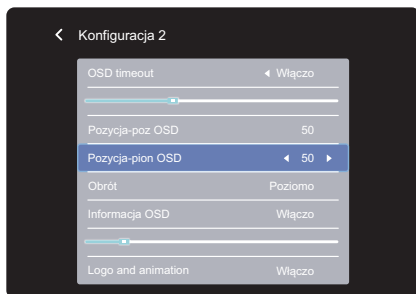 Konfiguracja 2
OSD timeout Włączo
Pozycja-poz OSD 50
Pozycja-pion OSD 50
Obrót Poziomo
Informacja OSD Włączo
Logo and animation Włączo